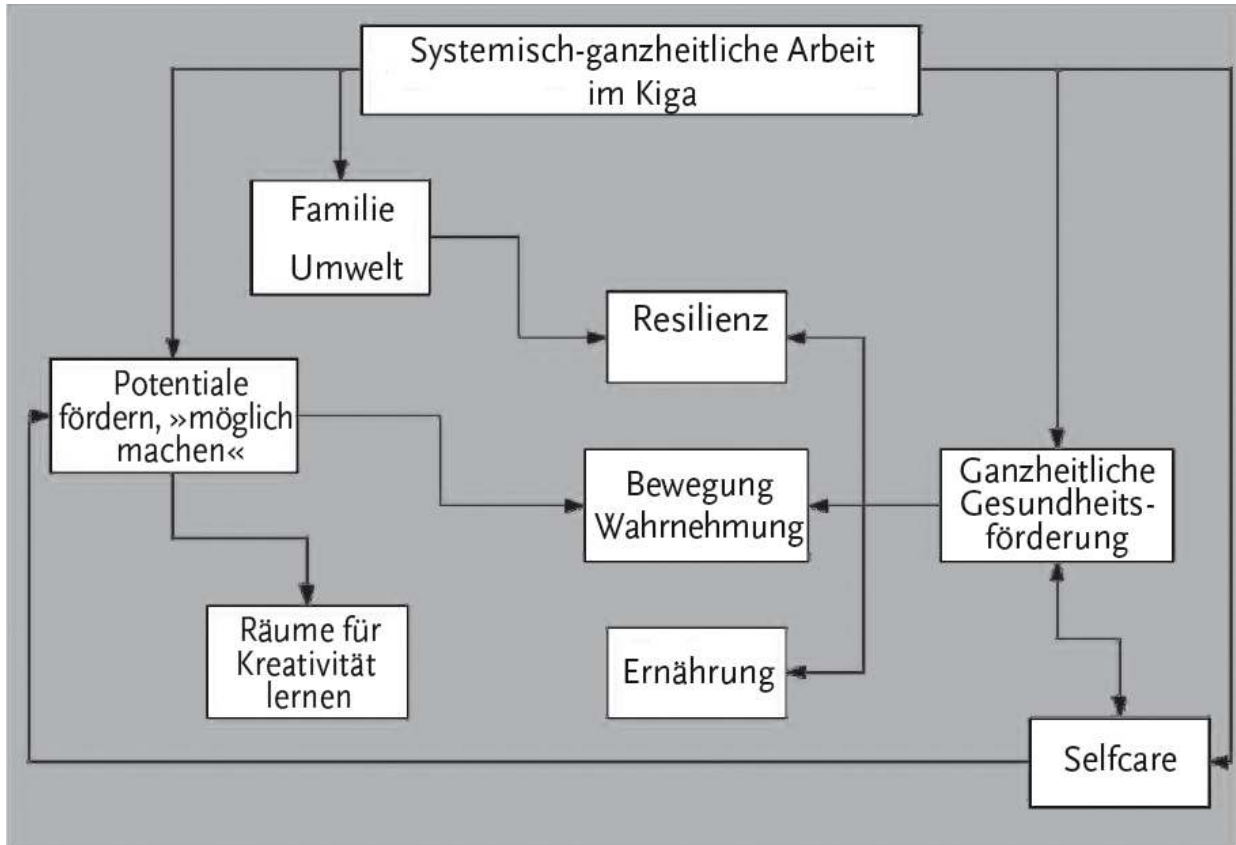 Systemisch-ganzheitliche Arbeit
im Kiga
Familie
Umwelt
Resilienz
Potentiale
fördern, »möglich
machen«
Bewegung
Wahrnehmung
Ganzheitliche
Gesundheits-
förderung
Räume für
Kreativität
lernen
Ernährung
Selfcare